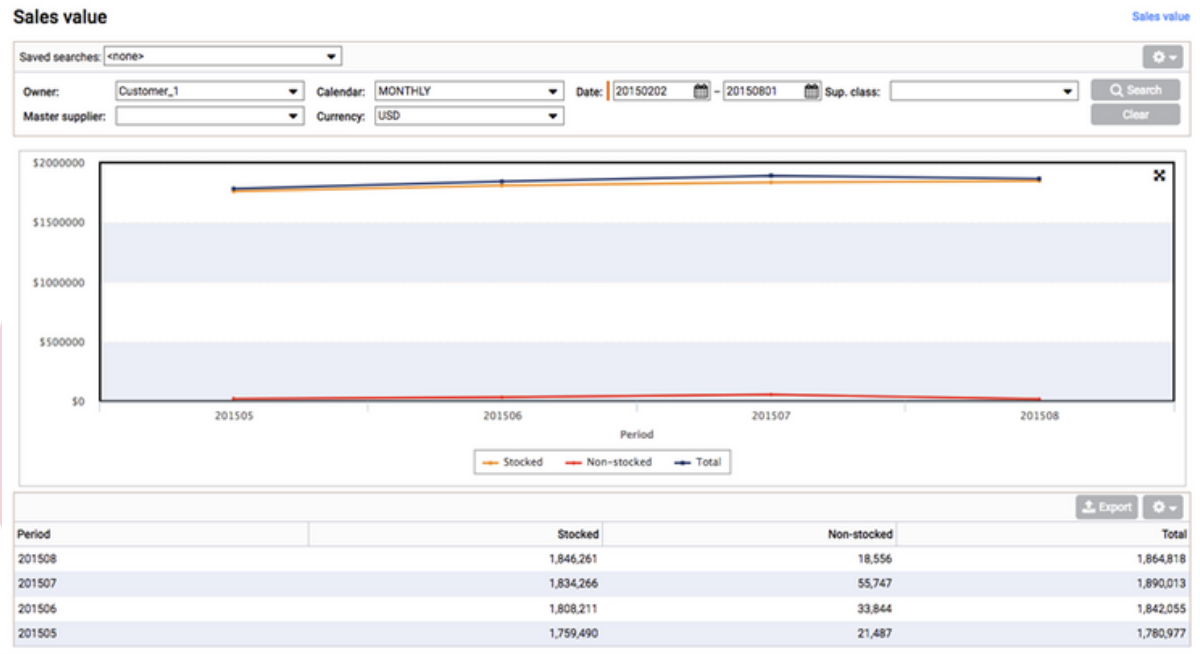 Sales value
Sales value
Saved searches: <none>
Owner: Customer_1 Calendar: MONTHLY Date: 20150202 – 20150801 Sup. class: Search
Master supplier: Currency: USD Clear
$2000000
$1500000
$1000000
$500000
$0
201505 201506 201507 201508
Period
Stocked Non-stocked Total
Export
Period Stocked Non-stocked Total
201508 1,846,261 18,556 1,864,818
201507 1,834,266 55,747 1,890,013
201506 1,808,211 33,844 1,842,055
201505 1,759,490 21,487 1,780,977